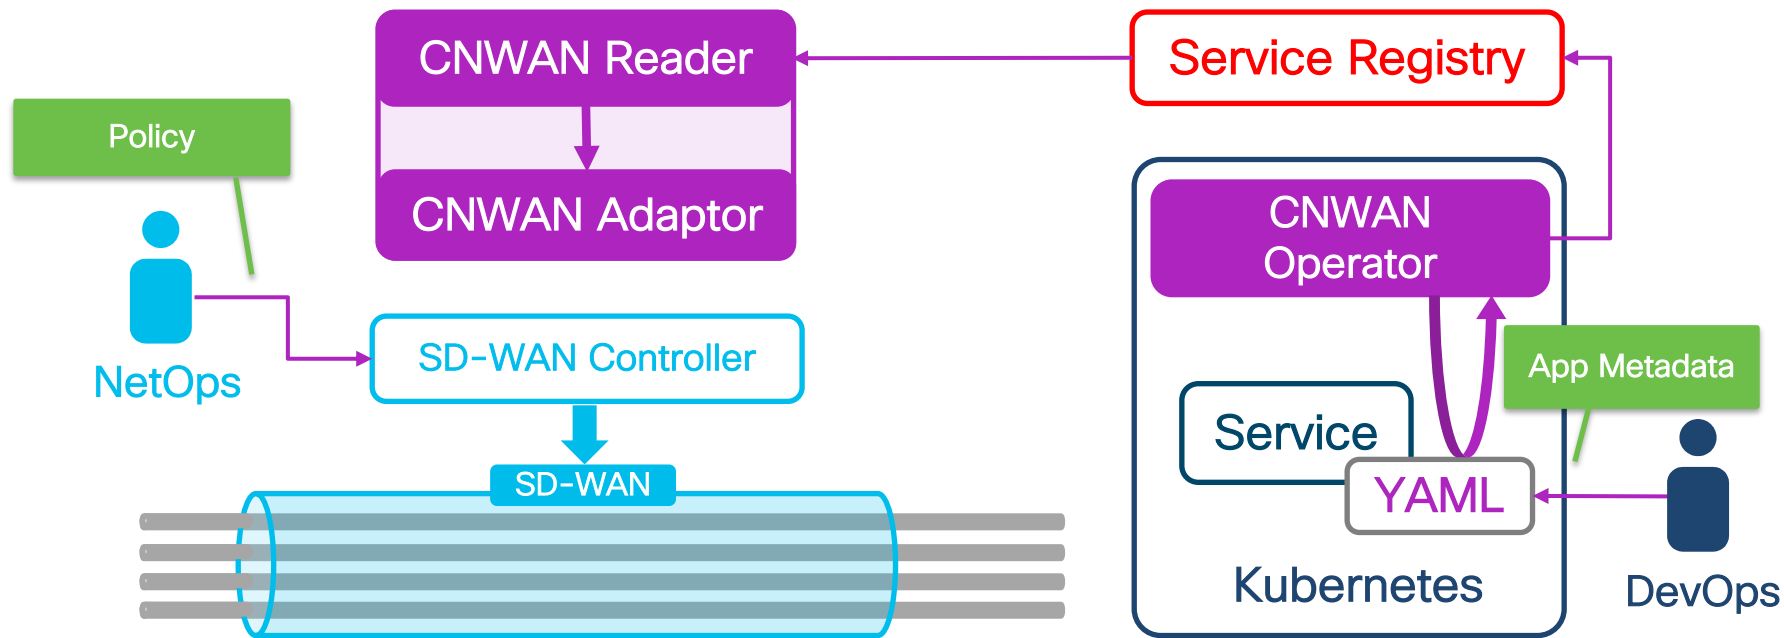 CNWAN Reader
Service Registry
Policy
CNWAN Adaptor
CNWAN
Operator
NetOps
SD-WAN Controller
App Metadata
Service
SD-WAN
YAML
Kubernetes
DevOps